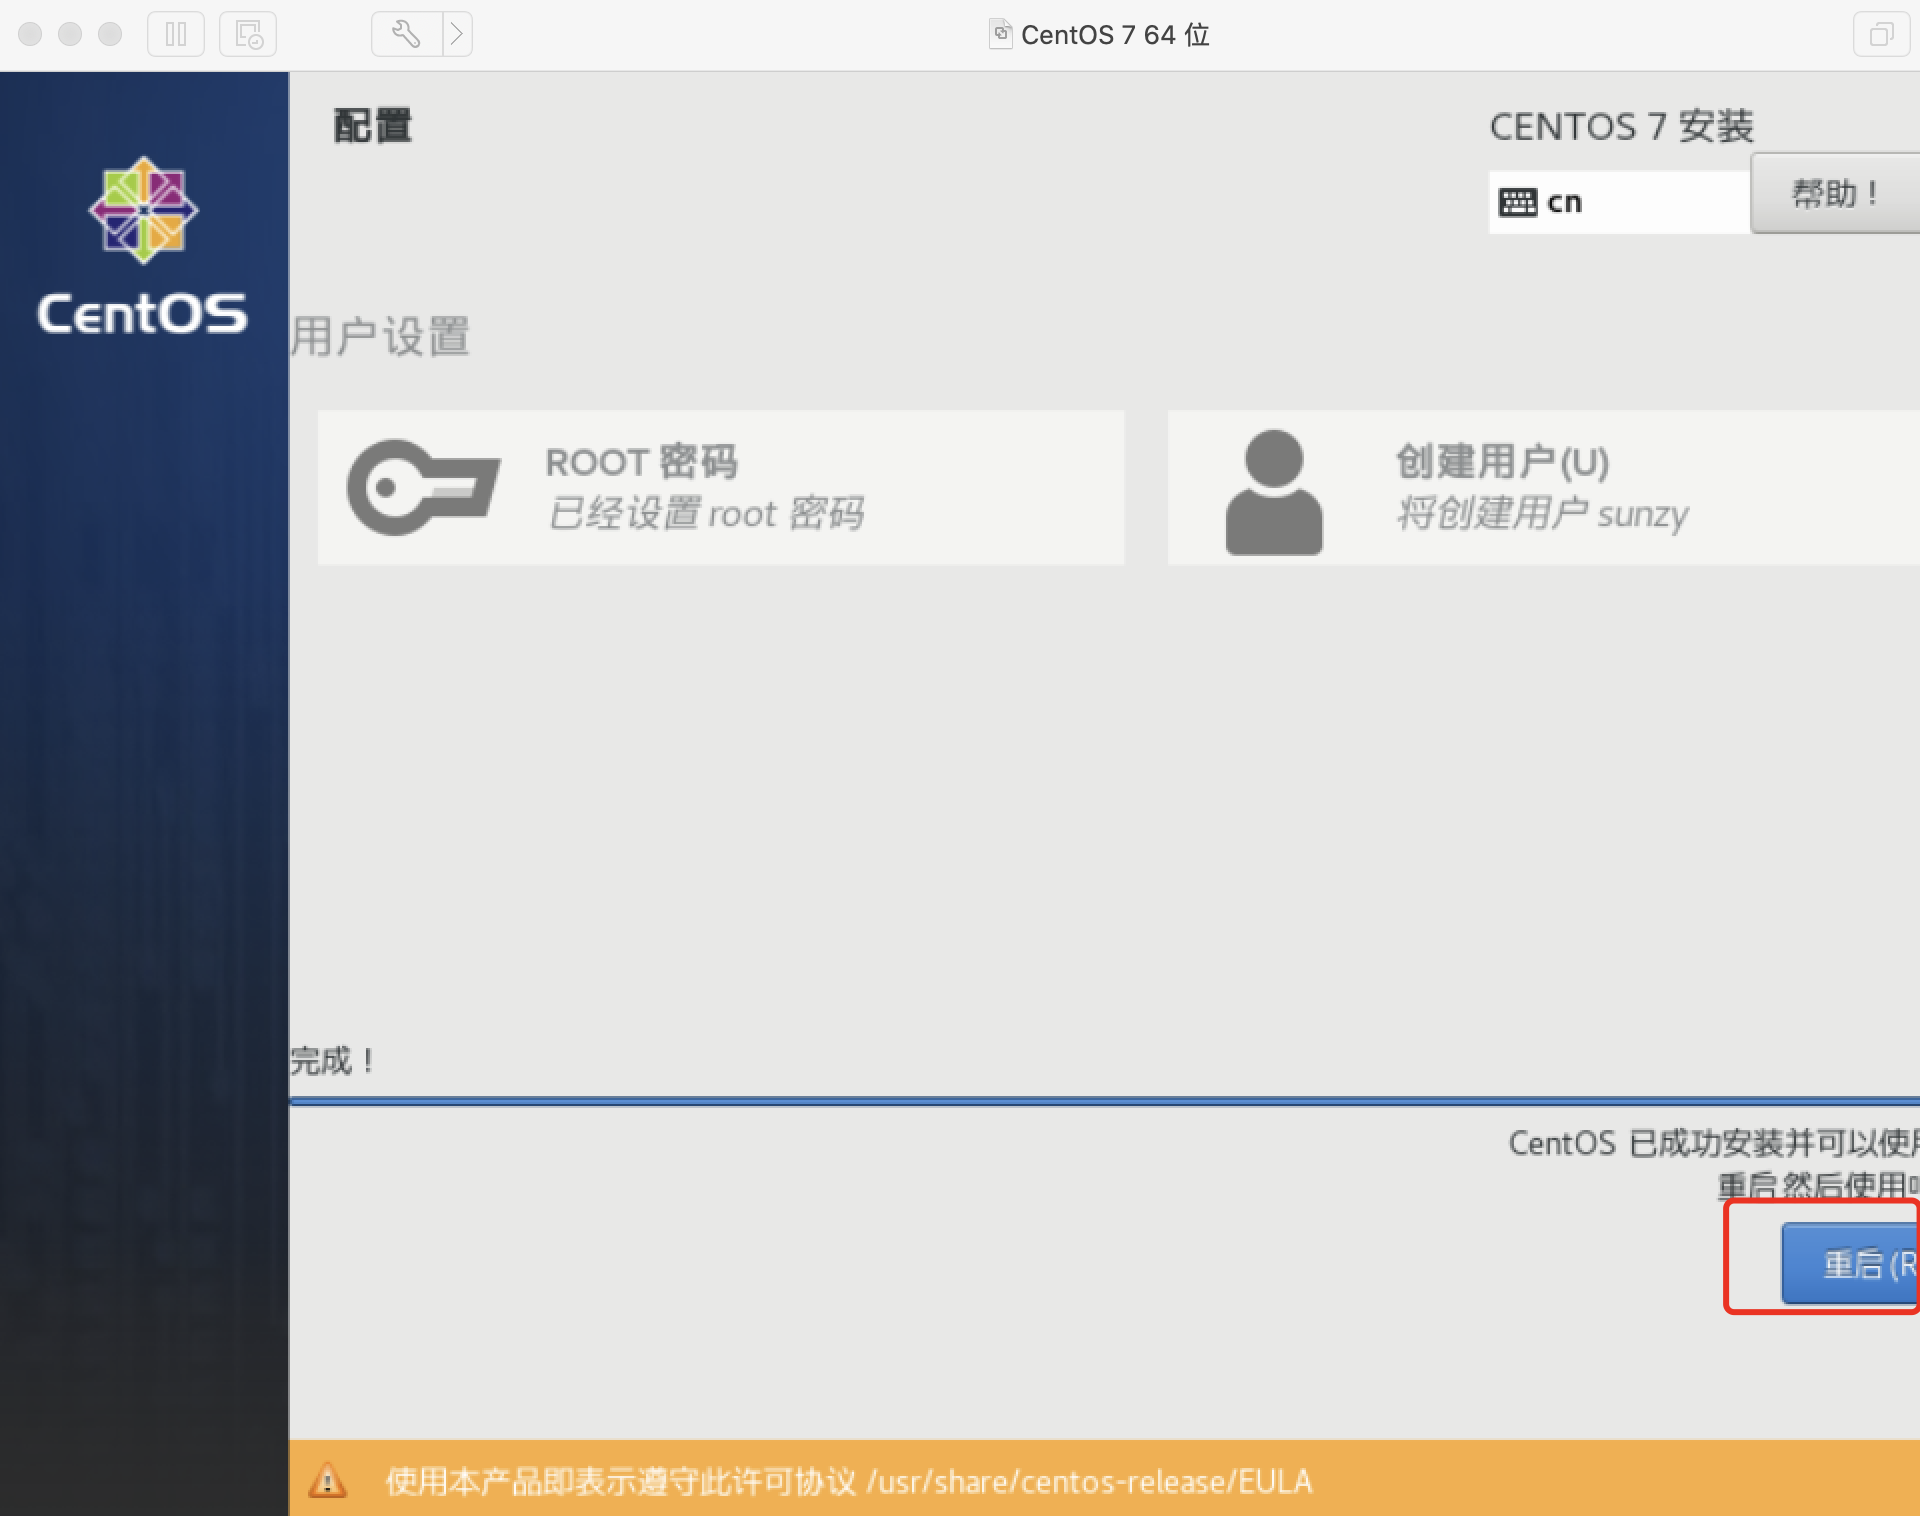 CentOS 7 64 位
配置
CENTOS 7 安装
cn
帮助！
CentOS
用户设置
ROOT 密码
已经设置 root 密码
创建用户(U)
将创建用户 sunzy
完成！
CentOS 已成功安装并可以使用
重启然后使用
重启(R
使用本产品即表示遵守此许可协议 /usr/share/centos-release/EULA